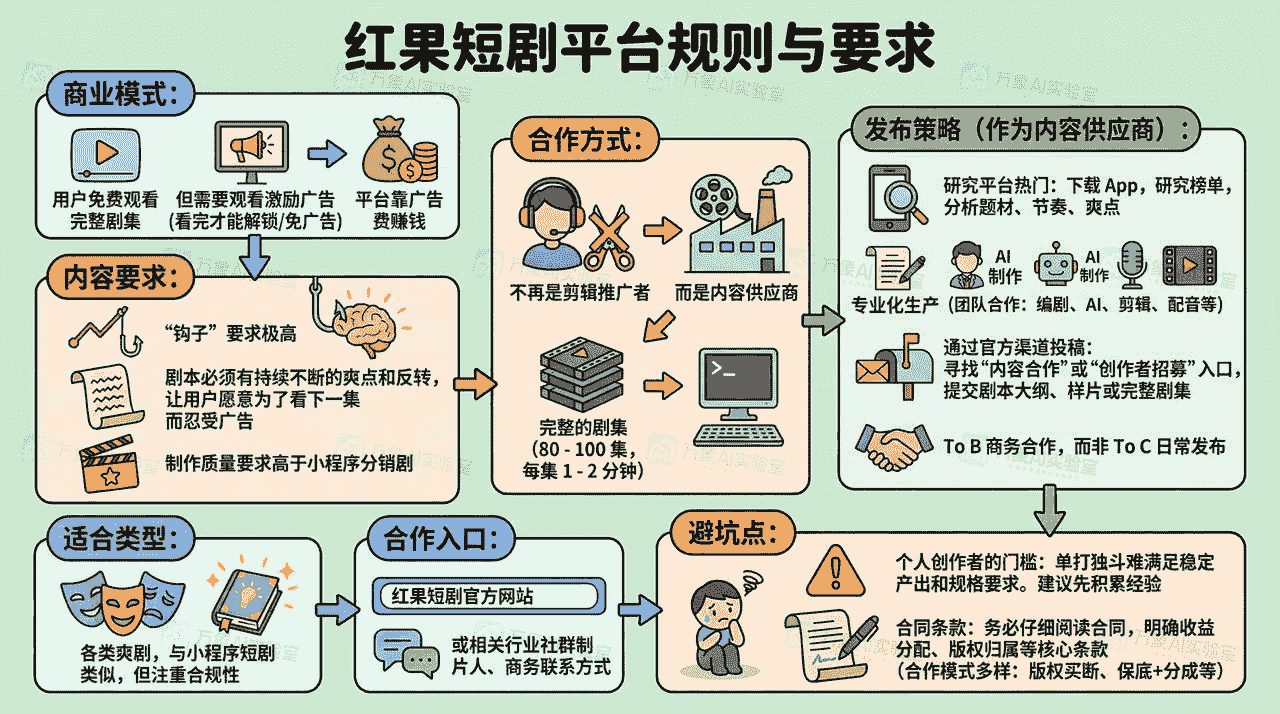 红果短剧平台规则与要求
商业模式：
用户免费观看
完整剧集
但需要观看激励广告
(看完才能解锁/免广告)
平台靠广告
费赚钱
内容要求：
“钩子”要求极高
剧本必须有持续不断的爽点和反转，
让用户愿意为了看下一集
而忍受广告
制作质量要求高于小程序分销剧
合作方式：
不再是剪辑推广者
而是内容供应商
完整的剧集
（80 - 100 集，
每集 1 - 2 分钟）
>_
发布策略（作为内容供应商）：
研究平台热门：下载 App，研究榜单，
分析题材、节奏、爽点
AI
制作
AI
制作
专业化生产（团队合作：编剧、AI、剪辑、配音等）
通过官方渠道投稿：
寻找“内容合作”或“创作者招募”入口，
提交剧本大纲、样片或完整剧集
To B 商务合作，而非 To C 日常发布
适合类型：
各类爽剧，与小程序短剧
类似，但注重合规性
合作入口：
红果短剧官方网站
或相关行业社群制
片人、商务联系方式
避坑点：
个人创作者的门槛：单打独斗难满足稳定
产出和规格要求。建议先积累经验
合同条款：务必仔细阅读合同，明确收益
分配、版权归属等核心条款
（合作模式多样：版权买断、保底+分成等）
万象AI实验室